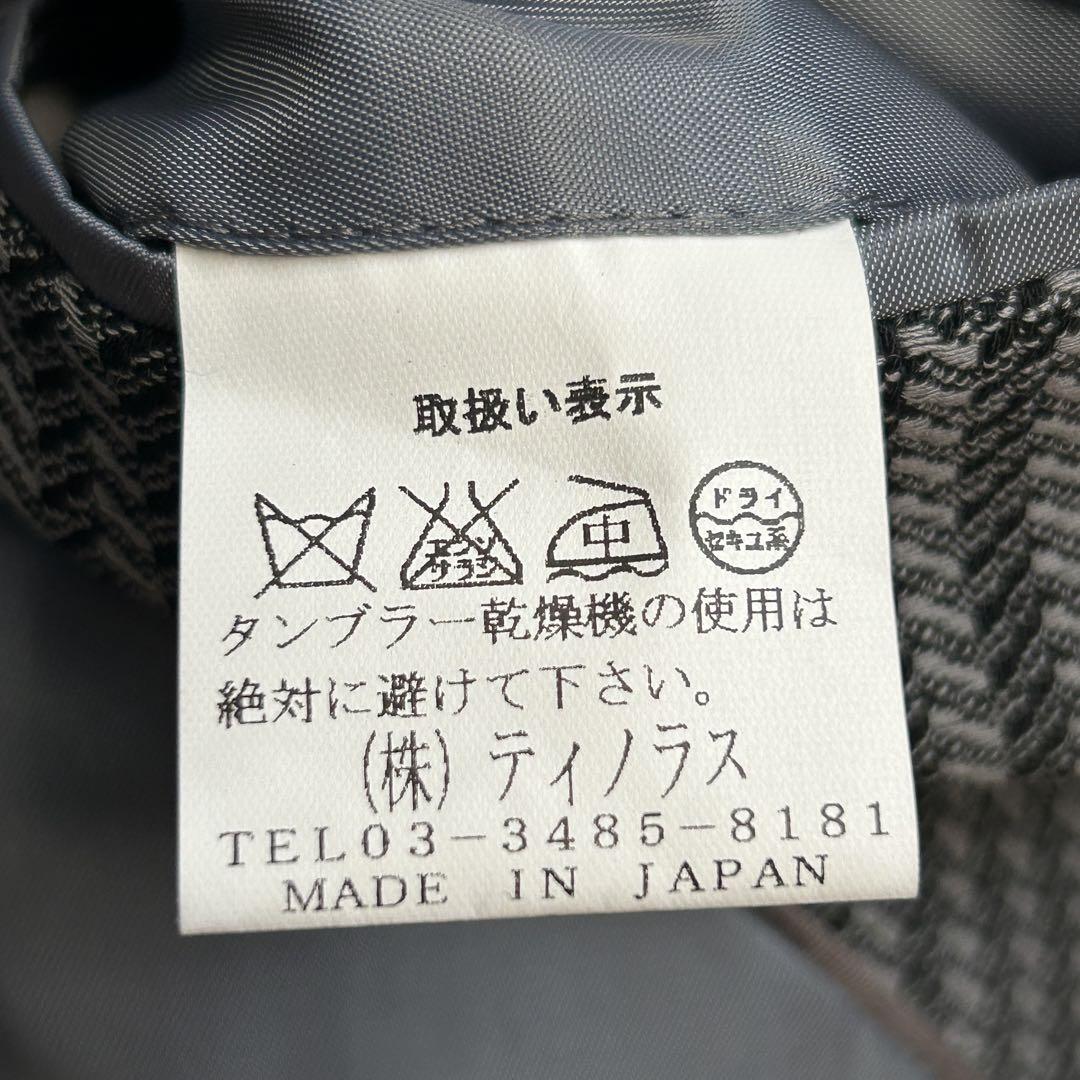 取扱い表示
エンソ 中 ドライ
サラシ セキユ系
タンブラー乾燥機の使用は
絶対に避けて下さい。
(株) ティノラス
TEL03-3485-8181
MADE IN JAPAN